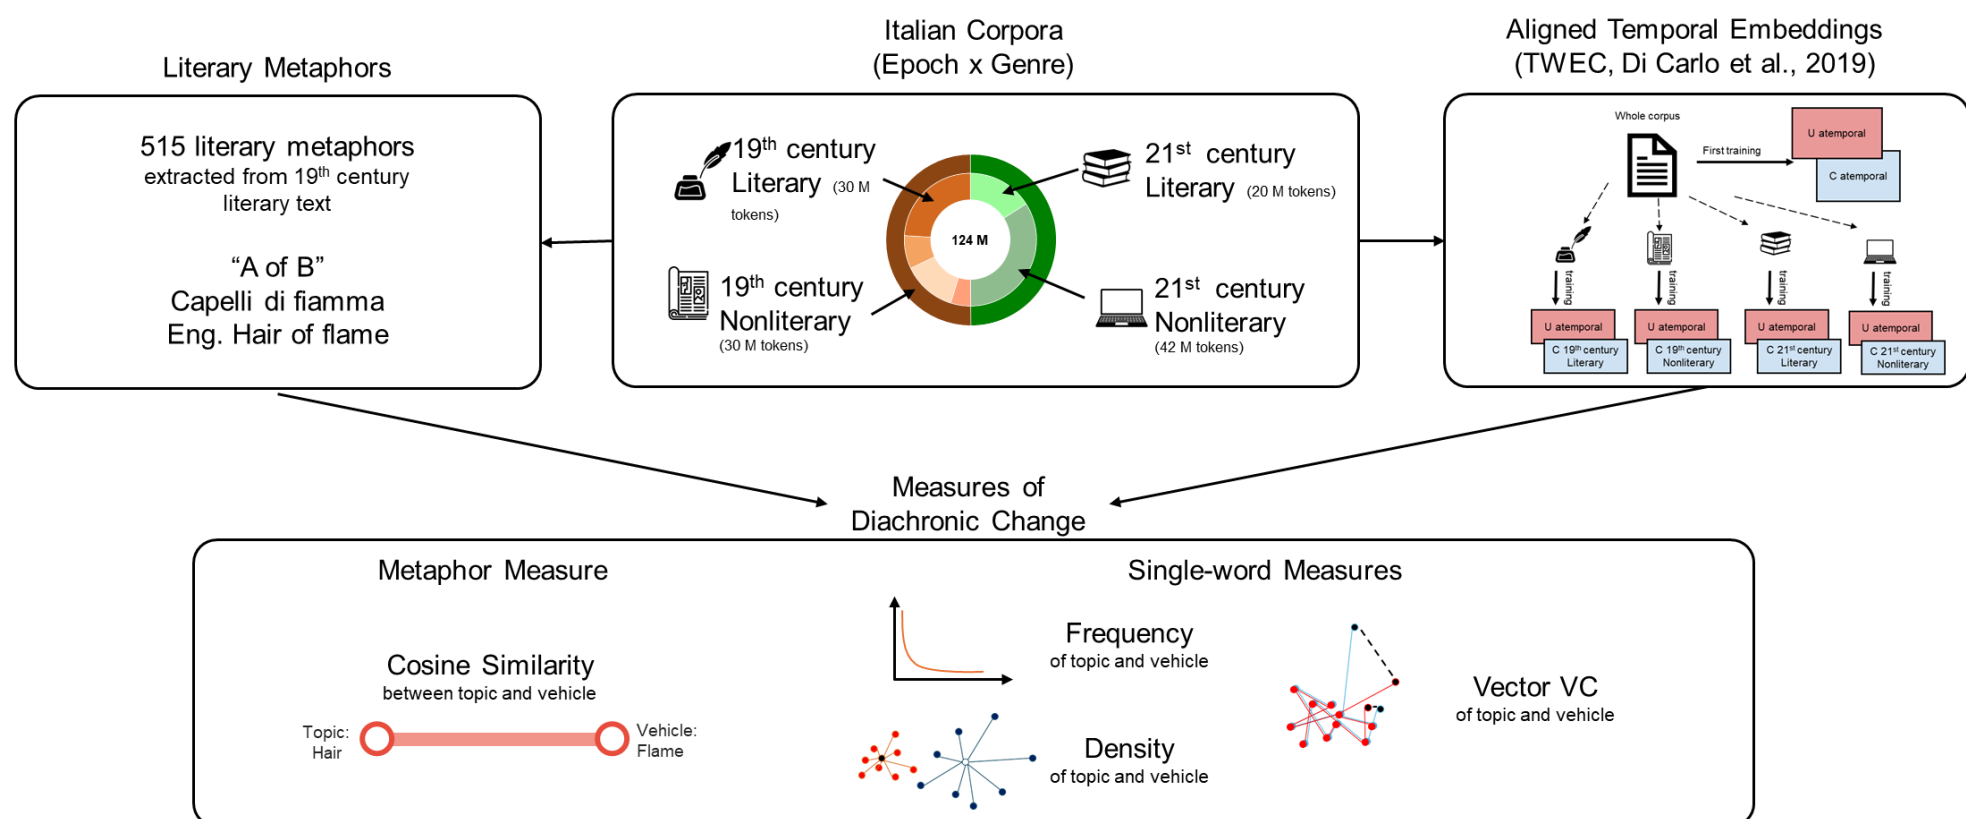 Literary Metaphors
515 literary metaphors
extracted from 19th century
literary text
“A of B”
Capelli di fiamma
Eng. Hair of flame
Italian Corpora
(Epoch x Genre)
19th century
Literary (30 M
tokens)
21st century
Literary (20 M tokens)
124 M
19th century
Nonliterary
(30 M tokens)
21st century
Nonliterary
(42 M tokens)
Aligned Temporal Embeddings
(TWEC, Di Carlo et al., 2019)
Whole corpus
First training
U atemporal
C atemporal
training
training
training
training
U atemporal
C 19th century
Literary
U atemporal
C 19th century
Nonliterary
U atemporal
C 21st century
Literary
U atemporal
C 21st century
Nonliterary
Measures of
Diachronic Change
Metaphor Measure
Cosine Similarity
between topic and vehicle
Topic:
Hair
Vehicle:
Flame
Single-word Measures
Frequency
of topic and vehicle
Density
of topic and vehicle
Vector VC
of topic and vehicle